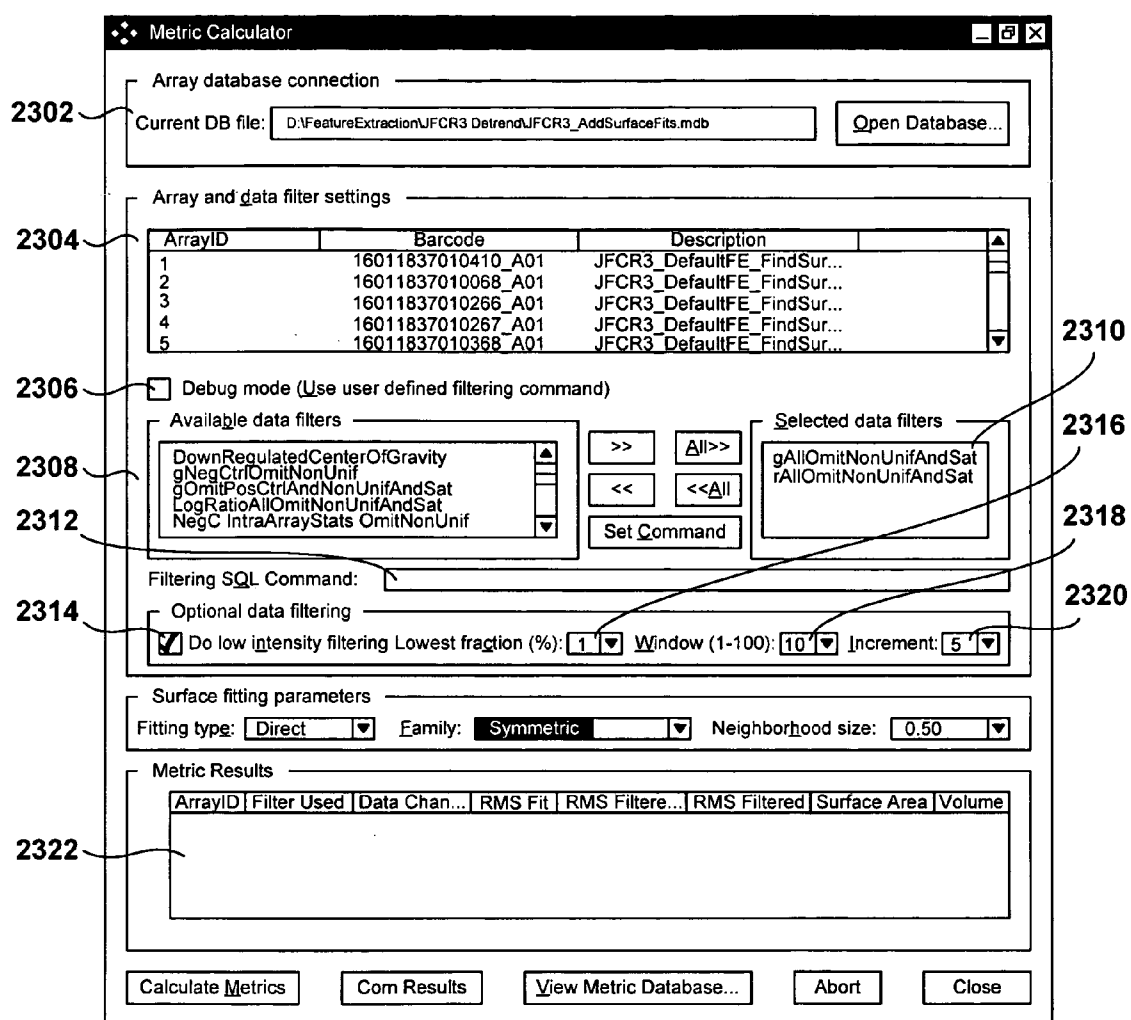 Metric Calculator
Array database connection
2302
Current DB file: D:\FeatureExtraction\JFCR3 Detrend\JFCR3_AddSurfaceFits.mdb Open Database...
Array and data filter settings
2304
ArrayID Barcode Description
1 16011837010410_A01 JFCR3_DefaultFE_FindSur...
2 16011837010068_A01 JFCR3_DefaultFE_FindSur...
3 16011837010266_A01 JFCR3_DefaultFE_FindSur...
4 16011837010267_A01 JFCR3_DefaultFE_FindSur...
5 16011837010368_A01 JFCR3_DefaultFE_FindSur...
2310
2306 Debug mode (Use user defined filtering command)
Available data filters
Selected data filters
2316
2308
DownRegulatedCenterOfGravity
gNegCtrlOmitNonUnif
gOmitPosCtrlAndNonUnifAndSat
LogRatioAllOmitNonUnifAndSat
NegC IntraArrayStats OmitNonUnif
>> All>>
<< <<All
Set Command
gAllOmitNonUnifAndSat
rAllOmitNonUnifAndSat
2312
2318
Filtering SQL Command:
2320
2314
Optional data filtering
Do low intensity filtering Lowest fraction (%): 1 Window (1-100): 10 Increment: 5
Surface fitting parameters
Fitting type: Direct Family: Symmetric Neighborhood size: 0.50
Metric Results
ArrayID Filter Used Data Chan... RMS Fit RMS Filtere... RMS Filtered Surface Area Volume
2322
Calculate Metrics Com Results View Metric Database... Abort Close